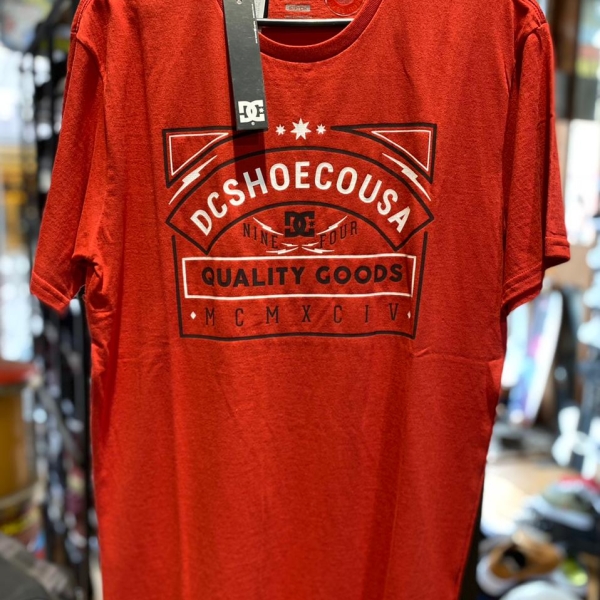 DC
DCSHOECOUSA
DC
NINE FOUR
QUALITY GOODS
MCMXCIV